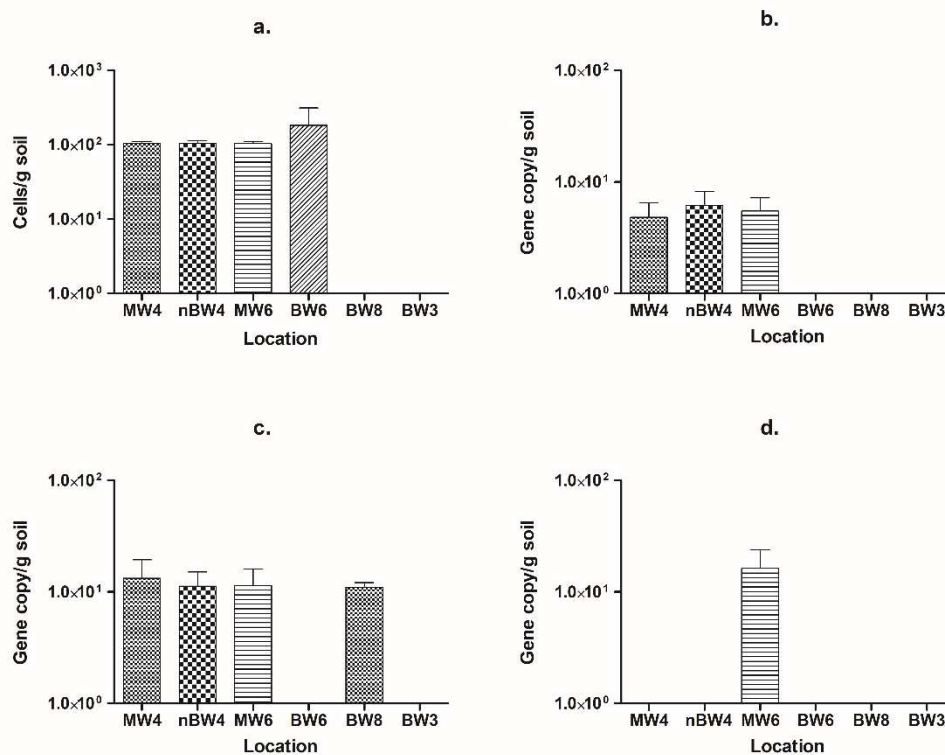 a.
Cells/g soil
1.0×10³
1.0×10²
1.0×10¹
1.0×10⁰
MW4 nBW4 MW6 BW6 BW8 BW3
Location
b.
Gene copy/g soil
1.0×10²
1.0×10¹
1.0×10⁰
MW4 nBW4 MW6 BW6 BW8 BW3
Location
c.
Gene copy/g soil
1.0×10²
1.0×10¹
1.0×10⁰
MW4 nBW4 MW6 BW6 BW8 BW3
Location
d.
Gene copy/g soil
1.0×10²
1.0×10¹
1.0×10⁰
MW4 nBW4 MW6 BW6 BW8 BW3
Location